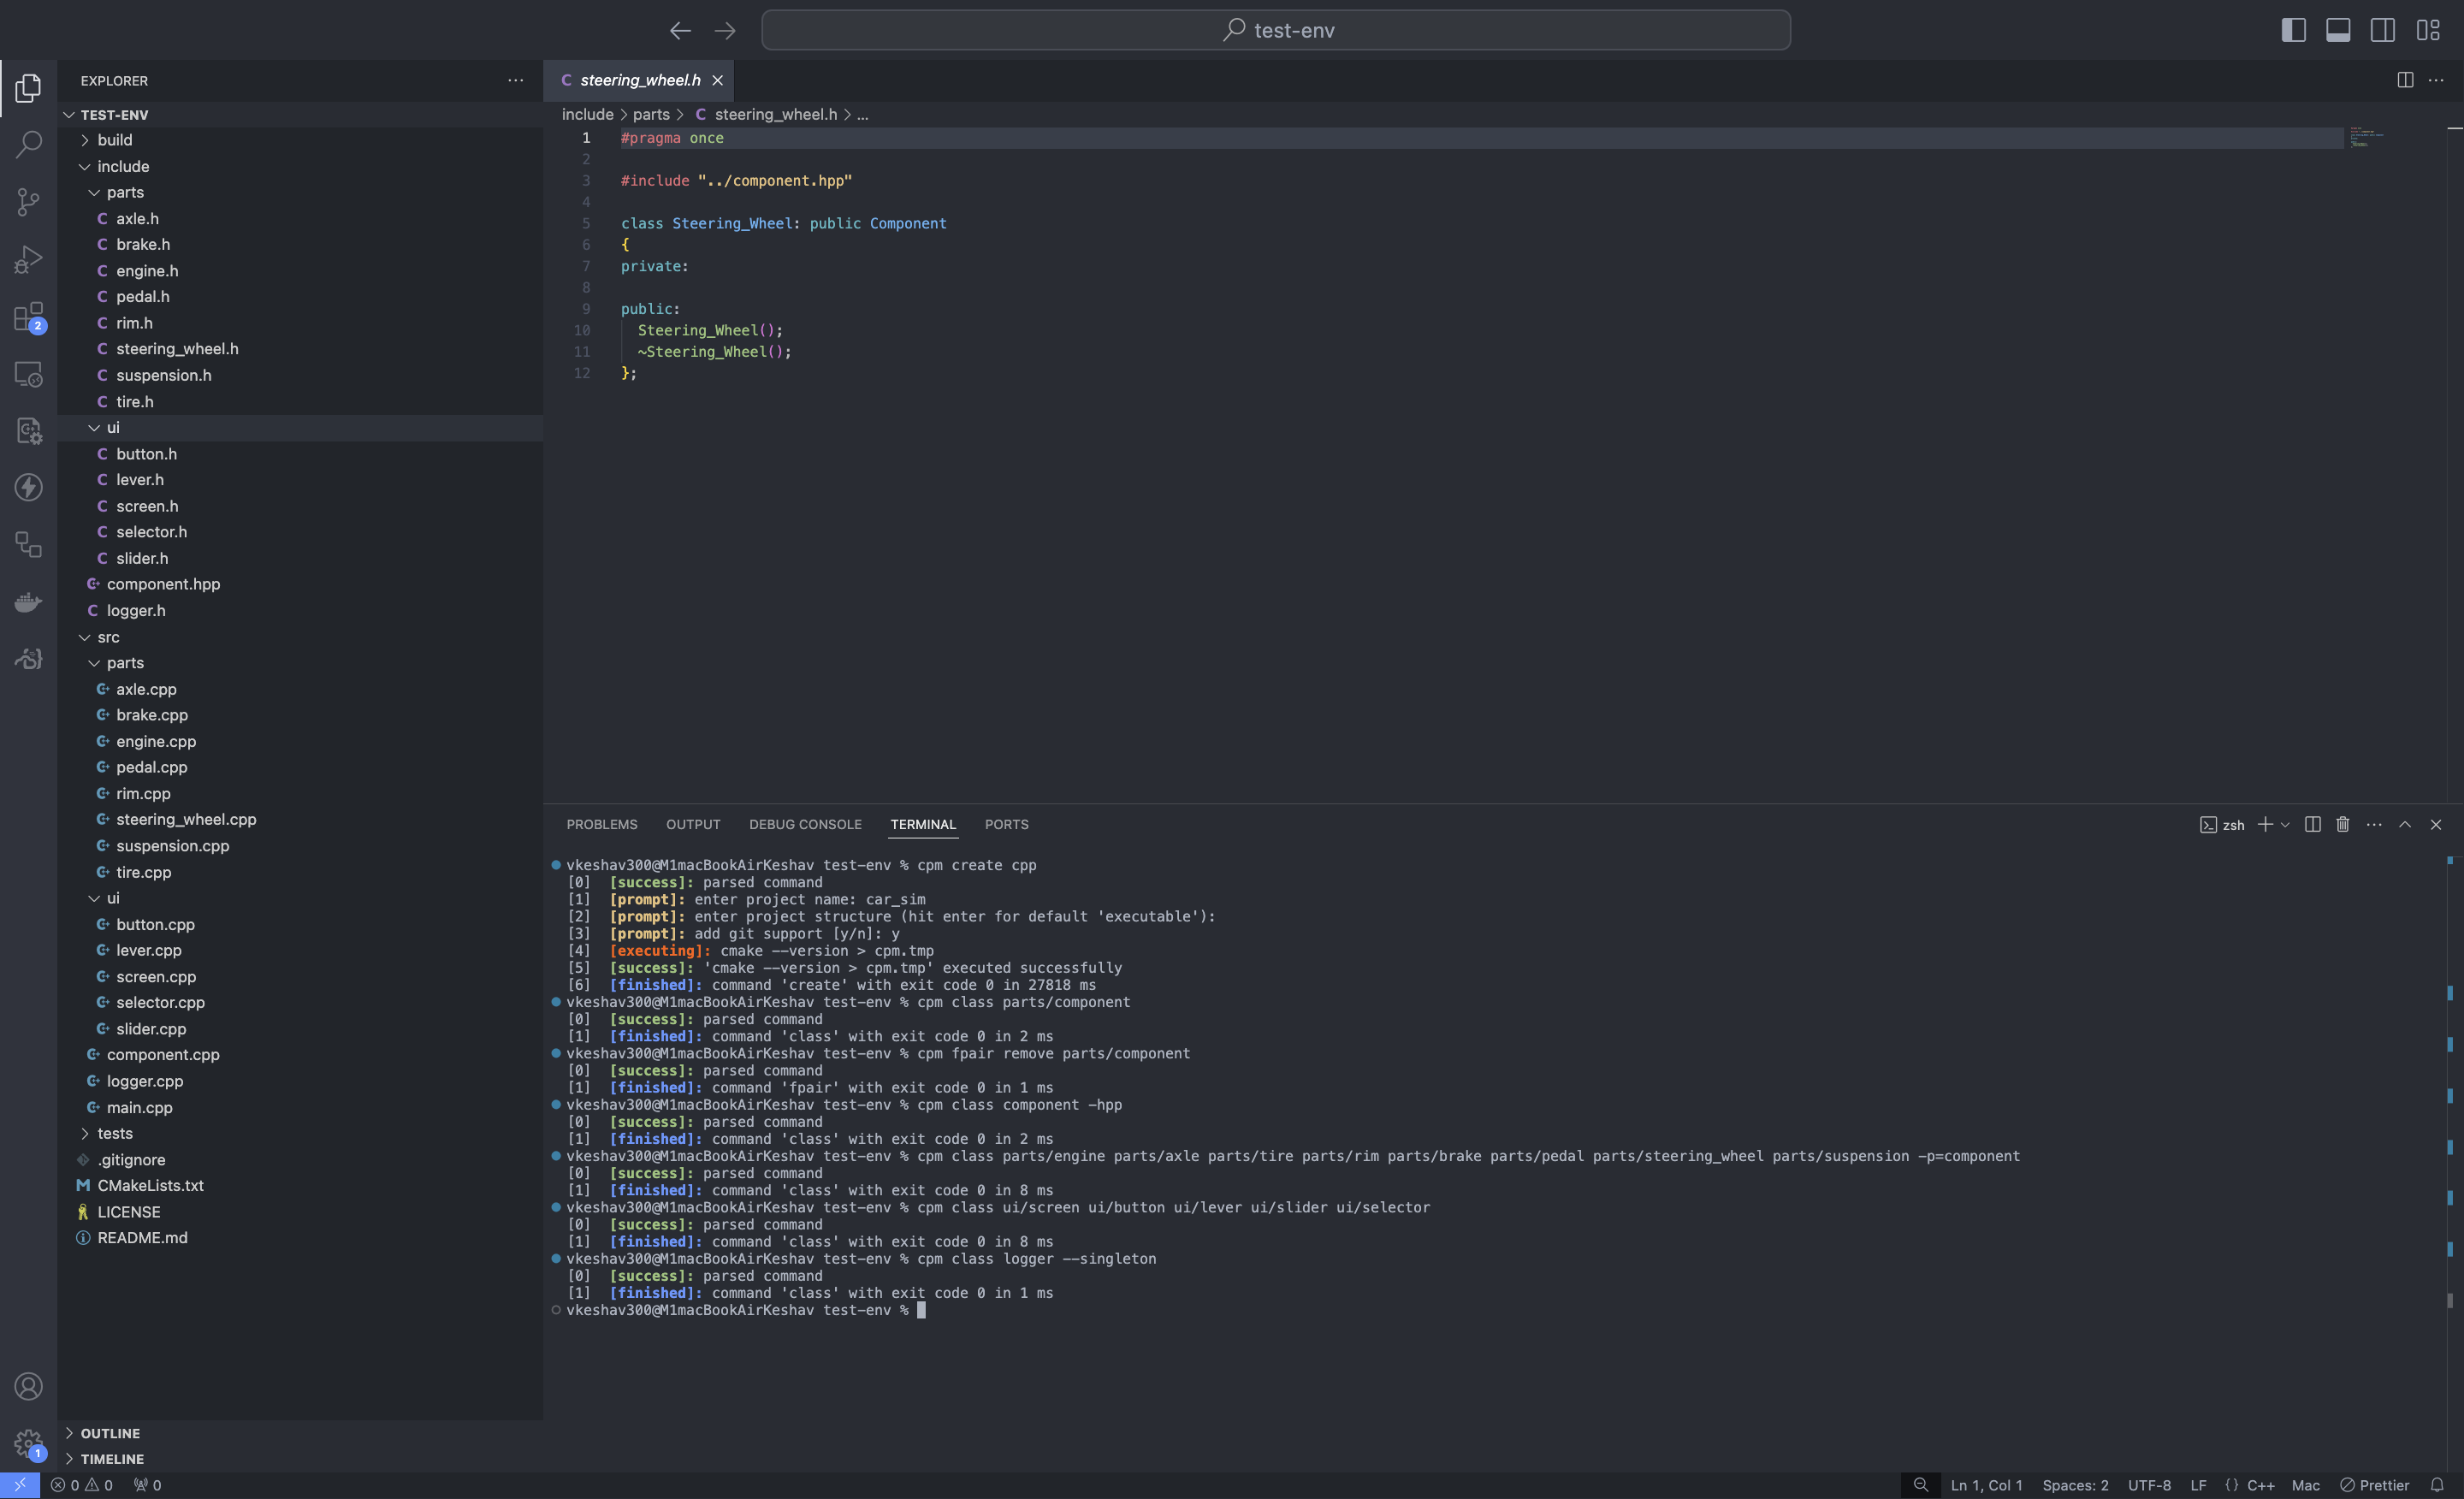 test-env
EXPLORER
TEST-ENV
build
include
parts
C axle.h
C brake.h
C engine.h
C pedal.h
C rim.h
C steering_wheel.h
C suspension.h
C tire.h
ui
C button.h
C lever.h
C screen.h
C selector.h
C slider.h
component.hpp
C logger.h
src
parts
axle.cpp
brake.cpp
engine.cpp
pedal.cpp
rim.cpp
steering_wheel.cpp
suspension.cpp
tire.cpp
ui
button.cpp
lever.cpp
screen.cpp
selector.cpp
slider.cpp
component.cpp
logger.cpp
main.cpp
tests
.gitignore
M CMakeLists.txt
LICENSE
README.md
OUTLINE
TIMELINE
2
1
C steering_wheel.h
include > parts > C steering_wheel.h > ...
1 #pragma once
2
3 #include "../component.hpp"
4
5 class Steering_Wheel: public Component
6 {
7 private:
8
9 public:
10 Steering_Wheel();
11 ~Steering_Wheel();
12 };
PROBLEMS OUTPUT DEBUG CONSOLE TERMINAL PORTS
zsh
vkeshav300@M1macBookAirKeshav test-env % cpm create cpp
[0] [success]: parsed command
[1] [prompt]: enter project name: car_sim
[2] [prompt]: enter project structure (hit enter for default 'executable'):
[3] [prompt]: add git support [y/n]: y
[4] [executing]: cmake --version > cpm.tmp
[5] [success]: 'cmake --version > cpm.tmp' executed successfully
[6] [finished]: command 'create' with exit code 0 in 27818 ms
vkeshav300@M1macBookAirKeshav test-env % cpm class parts/component
[0] [success]: parsed command
[1] [finished]: command 'class' with exit code 0 in 2 ms
vkeshav300@M1macBookAirKeshav test-env % cpm fpair remove parts/component
[0] [success]: parsed command
[1] [finished]: command 'fpair' with exit code 0 in 1 ms
vkeshav300@M1macBookAirKeshav test-env % cpm class component -hpp
[0] [success]: parsed command
[1] [finished]: command 'class' with exit code 0 in 2 ms
vkeshav300@M1macBookAirKeshav test-env % cpm class parts/engine parts/axle parts/tire parts/rim parts/brake parts/pedal parts/steering_wheel parts/suspension -p=component
[0] [success]: parsed command
[1] [finished]: command 'class' with exit code 0 in 8 ms
vkeshav300@M1macBookAirKeshav test-env % cpm class ui/screen ui/button ui/lever ui/slider ui/selector
[0] [success]: parsed command
[1] [finished]: command 'class' with exit code 0 in 8 ms
vkeshav300@M1macBookAirKeshav test-env % cpm class logger --singleton
[0] [success]: parsed command
[1] [finished]: command 'class' with exit code 0 in 1 ms
vkeshav300@M1macBookAirKeshav test-env %
0 0 0
Ln 1, Col 1 Spaces: 2 UTF-8 LF {} C++ Mac Prettier